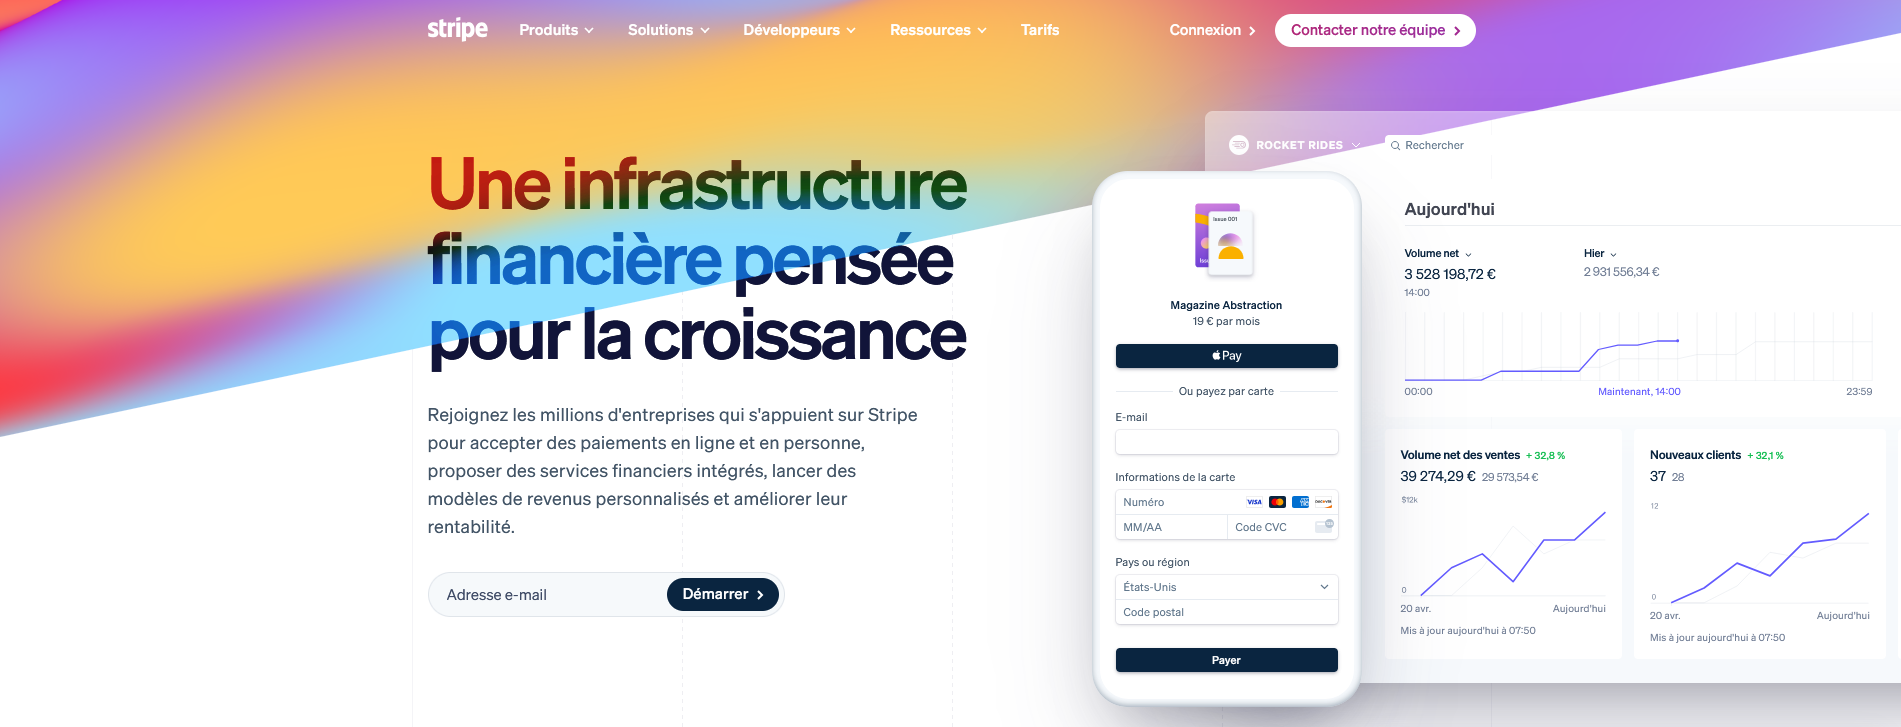 stripe
Produits
Solutions
Développeurs
Ressources
Tarifs
Connexion
Contacter notre équipe
Une infrastructure
financière pensée
pour la croissance
Rejoignez les millions d'entreprises qui s'appuient sur Stripe
pour accepter des paiements en ligne et en personne,
proposer des services financiers intégrés, lancer des
modèles de revenus personnalisés et améliorer leur
rentabilité.
Adresse e-mail
Démarrer
Issue 001
Magazine Abstraction
19 € par mois
Pay
Ou payez par carte
E-mail
Informations de la carte
Numéro
VISA
MM/AA
Code CVC
Pays ou région
États-Unis
Code postal
Payer
ROCKET RIDES
Rechercher
Aujourd'hui
Volume net
3 528 198,72 €
14:00
Hier
2 931 556,34 €
00:00
Maintenant, 14:00
23:59
Volume net des ventes + 32,8 %
39 274,29 € 29 573,54 €
$12k
0
20 avr.
Aujourd'hui
Mis à jour aujourd'hui à 07:50
Nouveaux clients + 32,1 %
37 28
12
0
20 avr.
Aujourd'hui
Mis à jour aujourd'hui à 07:50